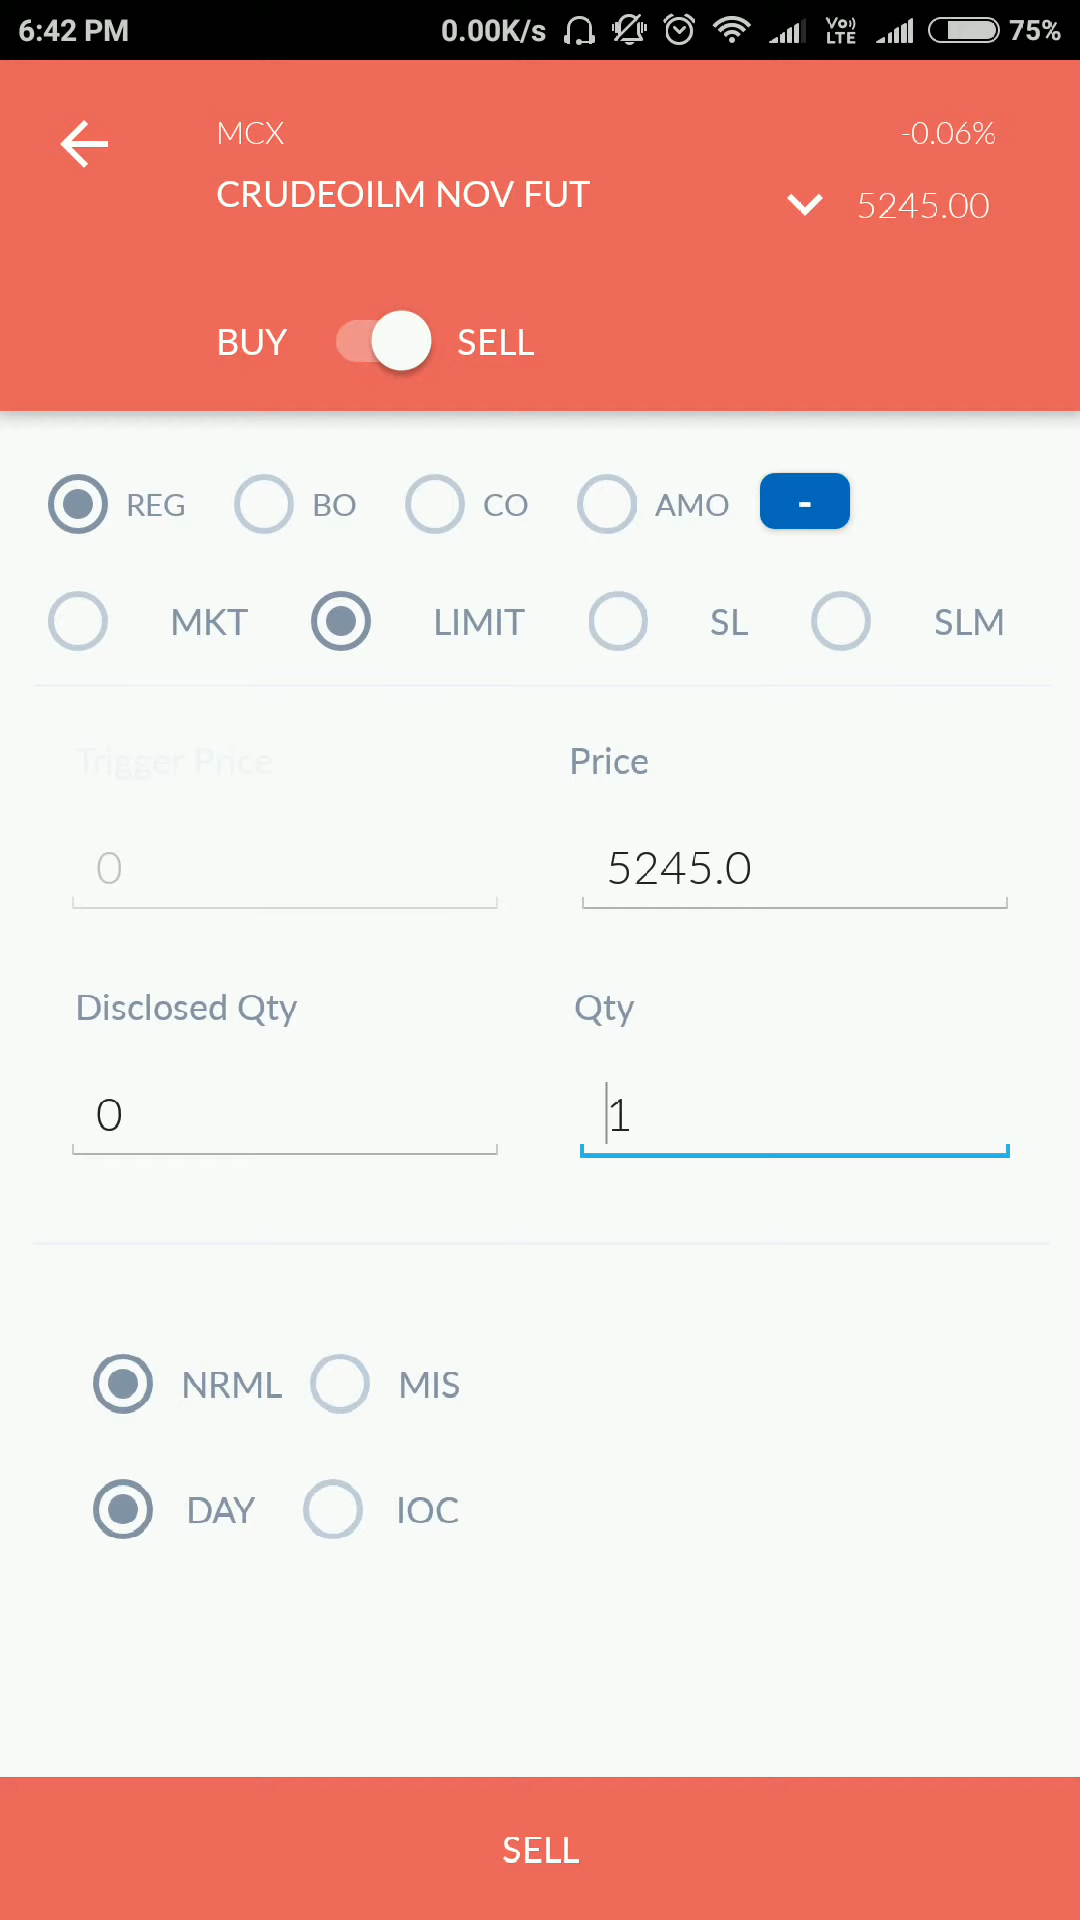 6:42 PM 0.00K/s VoLTE 75%
MCX -0.06%
CRUDEOILM NOV FUT 5245.00
BUY SELL
REG BO CO AMO -
MKT LIMIT SL SLM
Trigger Price Price
0 5245.0
Disclosed Qty Qty
0 1
NRML MIS
DAY IOC
SELL